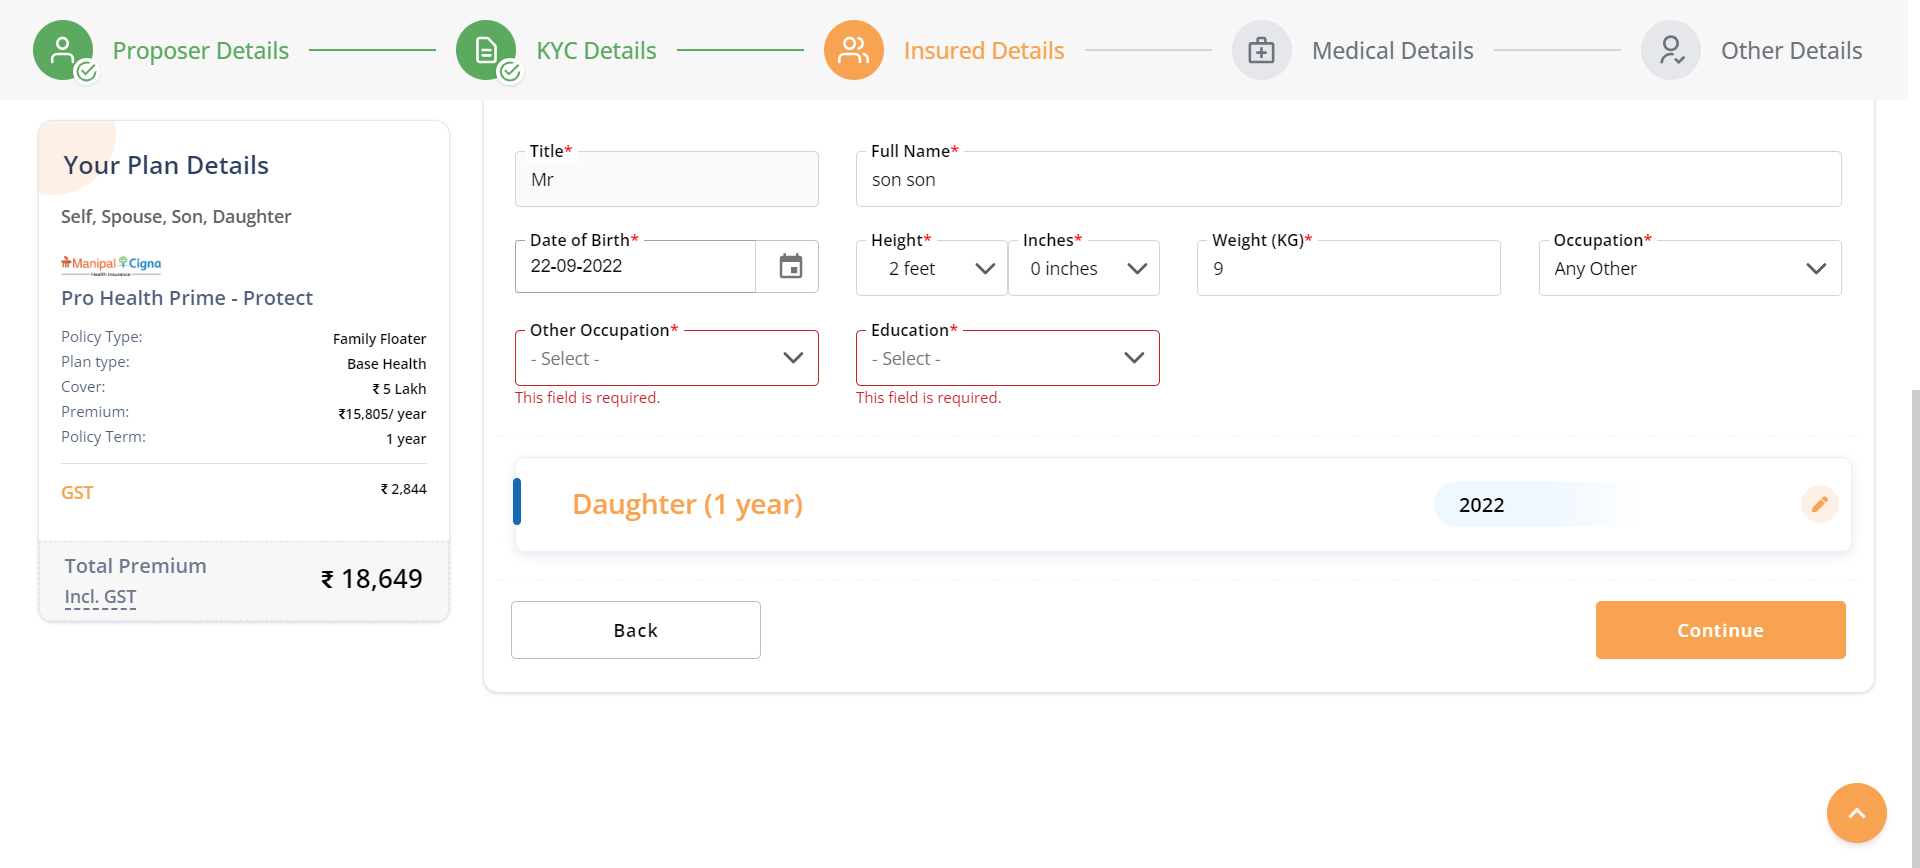 Proposer Details
KYC Details
Insured Details
Medical Details
Other Details
Your Plan Details
Self, Spouse, Son, Daughter
ManipalCigna
Health Insurance
Pro Health Prime - Protect
Policy Type: Family Floater
Plan type: Base Health
Cover: ₹ 5 Lakh
Premium: ₹15,805/ year
Policy Term: 1 year
GST ₹ 2,844
Total Premium
Incl. GST
₹ 18,649
Title*
Mr
Full Name*
son son
Date of Birth*
22-09-2022
Height*
2 feet
Inches*
0 inches
Weight (KG)*
9
Occupation*
Any Other
Other Occupation*
- Select -
This field is required.
Education*
- Select -
This field is required.
Daughter (1 year)
2022
Back
Continue